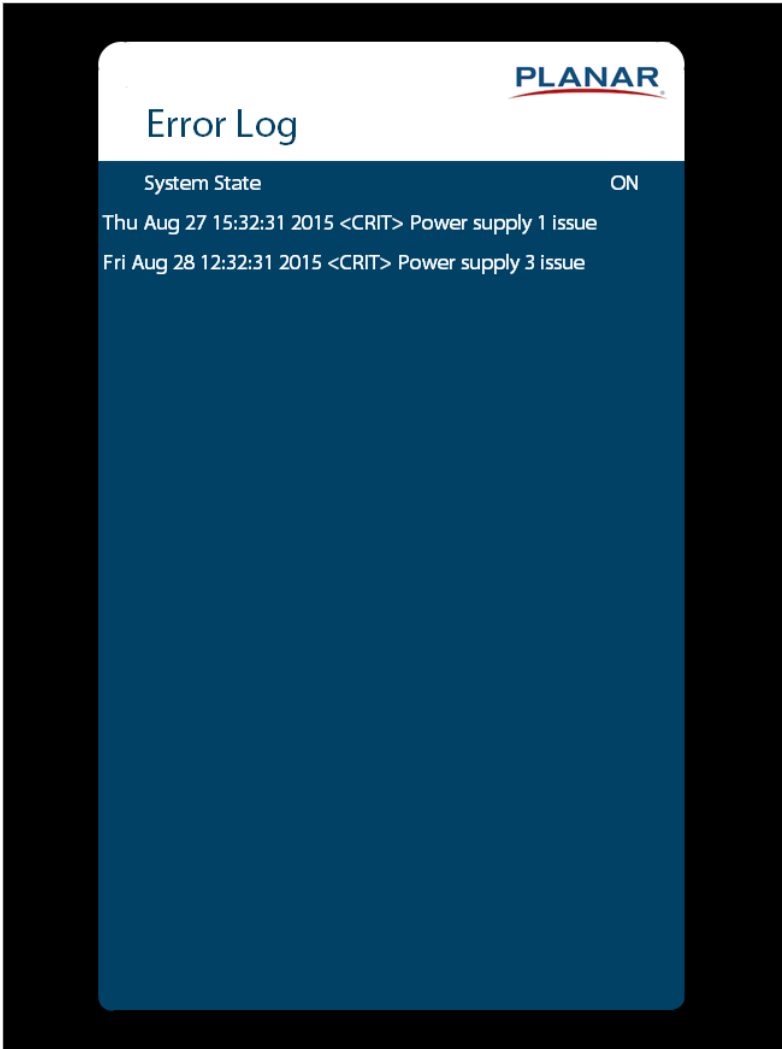 PLANAR
Error Log
System State ON
Thu Aug 27 15:32:31 2015 <CRIT> Power supply 1 issue
Fri Aug 28 12:32:31 2015 <CRIT> Power supply 3 issue